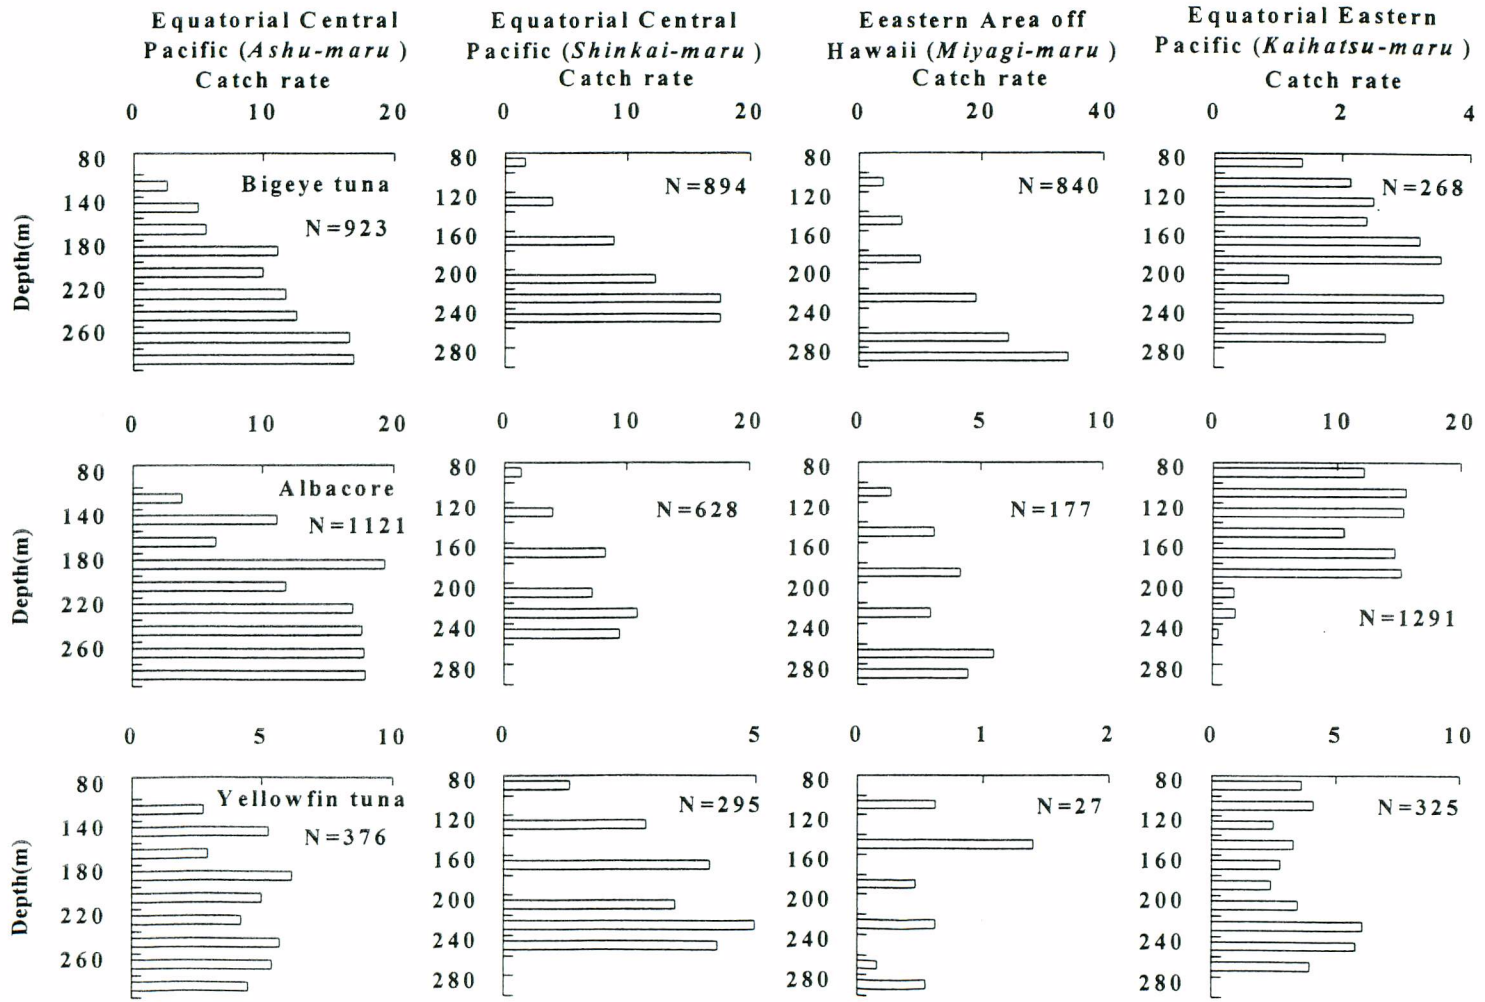 Equatorial Central
Pacific (Ashu-maru)
Catch rate
0 10 20
Equatorial Central
Pacific (Shinkai-maru)
Catch rate
0 10 20
Eeastern Area off
Hawaii (Miyagi-maru)
Catch rate
0 20 40
Equatorial Eastern
Pacific (Kaihatsu-maru)
Catch rate
0 2 4
Depth(m)
80
140
180
220
260
Bigeye tuna
N=923
80
120
160
200
240
280
N=894
80
120
160
200
240
280
N=840
80
120
160
200
240
280
N=268
0 10 20
0 10 20
0 5 10
0 10 20
Depth(m)
80
140
180
220
260
Albacore
N=1121
80
120
160
200
240
280
N=628
80
120
160
200
240
280
N=177
80
120
160
200
240
280
N=1291
0 5 10
0 5
0 1 2
0 5 10
Depth(m)
80
140
180
220
260
Yellowfin tuna
N=376
80
120
160
200
240
280
N=295
80
120
160
200
240
280
N=27
80
120
160
200
240
280
N=325